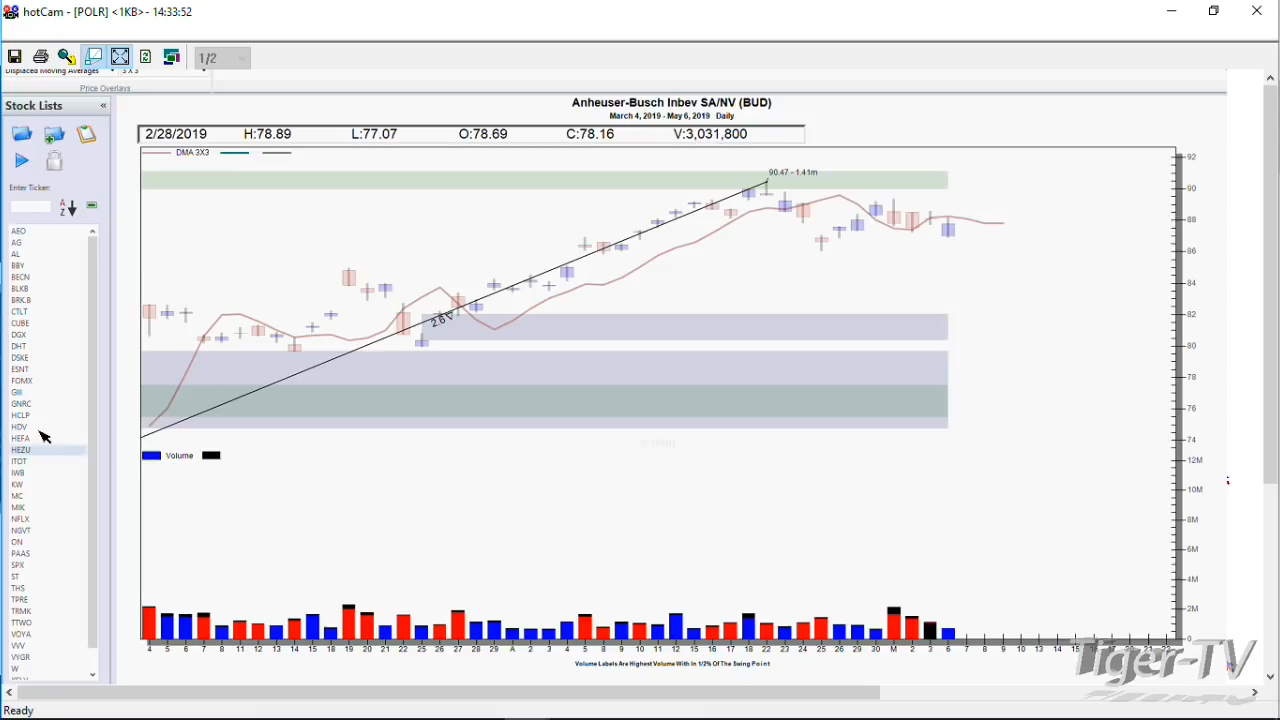 hotCam - [POLR] <1KB> - 14:33:52
1/2
Displaced Moving Averages 3 X 3
Price Overlays
Stock Lists «
Enter Ticker:
A
Z
AEO
AG
AL
BBY
BECN
BLKB
BRK.B
CTLT
CUBE
DGX
DHT
DSKE
ESNT
FOMX
GIII
GNRC
HCLP
HDV
HEFA
HEZU
ITOT
IWB
KW
MC
MIK
NFLX
NGVT
ON
PAAS
SPX
ST
THS
TPRE
TRMK
TTWO
VOYA
VVV
VYGR
W
Anheuser-Busch Inbev SA/NV (BUD)
March 4, 2019 - May 6, 2019 Daily
2/28/2019 H:78.89 L:77.07 O:78.69 C:78.16 V:3,031,800
DMA 3X3
90.47 - 1.41m
2.6 V
92
90
88
86
84
82
80
78
76
74
12M
10M
8M
6M
4M
2M
0
Volume
4 5 6 7 8 11 12 13 14 15 18 19 20 21 22 25 26 27 28 29 A 2 3 4 5 8 9 10 11 12 15 16 17 18 22 23 24 25 26 29 30 M 2 3 6 7 8 9 10 13 14 15 16 17 20 21 22
Volume Labels Are Highest Volume With In 1/2% Of The Swing Point
Tiger-TV
Ready